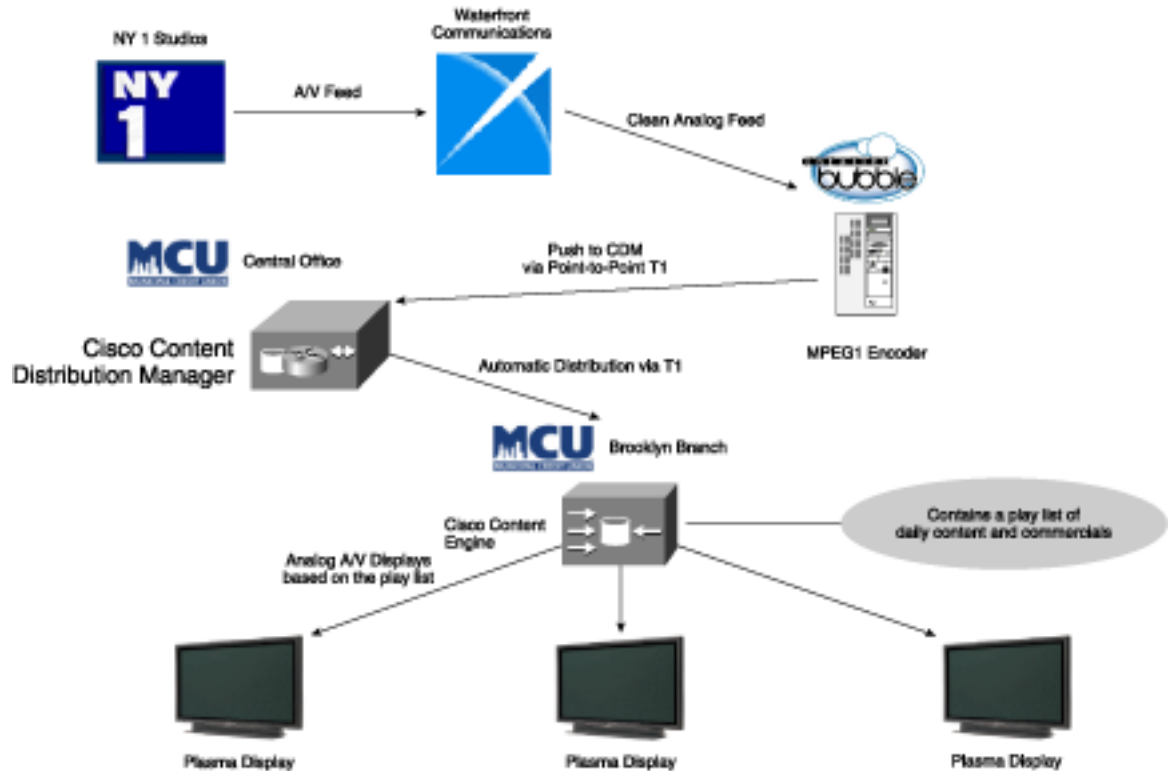 NY 1 Studios
Waterfront
Communications
NY
1
A/V Feed
Clean Analog Feed
bubble
MCU
Central Office
Push to CDM
via Point-to-Point T1
Cisco Content
Distribution Manager
MPEG1 Encoder
Automatic Distribution via T1
MCU
Brooklyn Branch
Cisco Content
Engine
Contains a play list of
daily content and commercials
Analog A/V Displays
based on the play list
Plasma Display
Plasma Display
Plasma Display